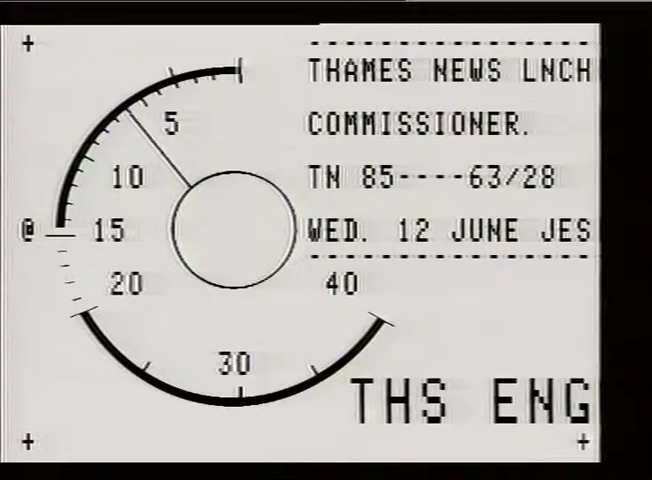 THAMES NEWS LNCH
COMMISSIONER.
TN 85----63/28
WED. 12 JUNE JES
5
10
@ 15
20
30
40
THS ENG